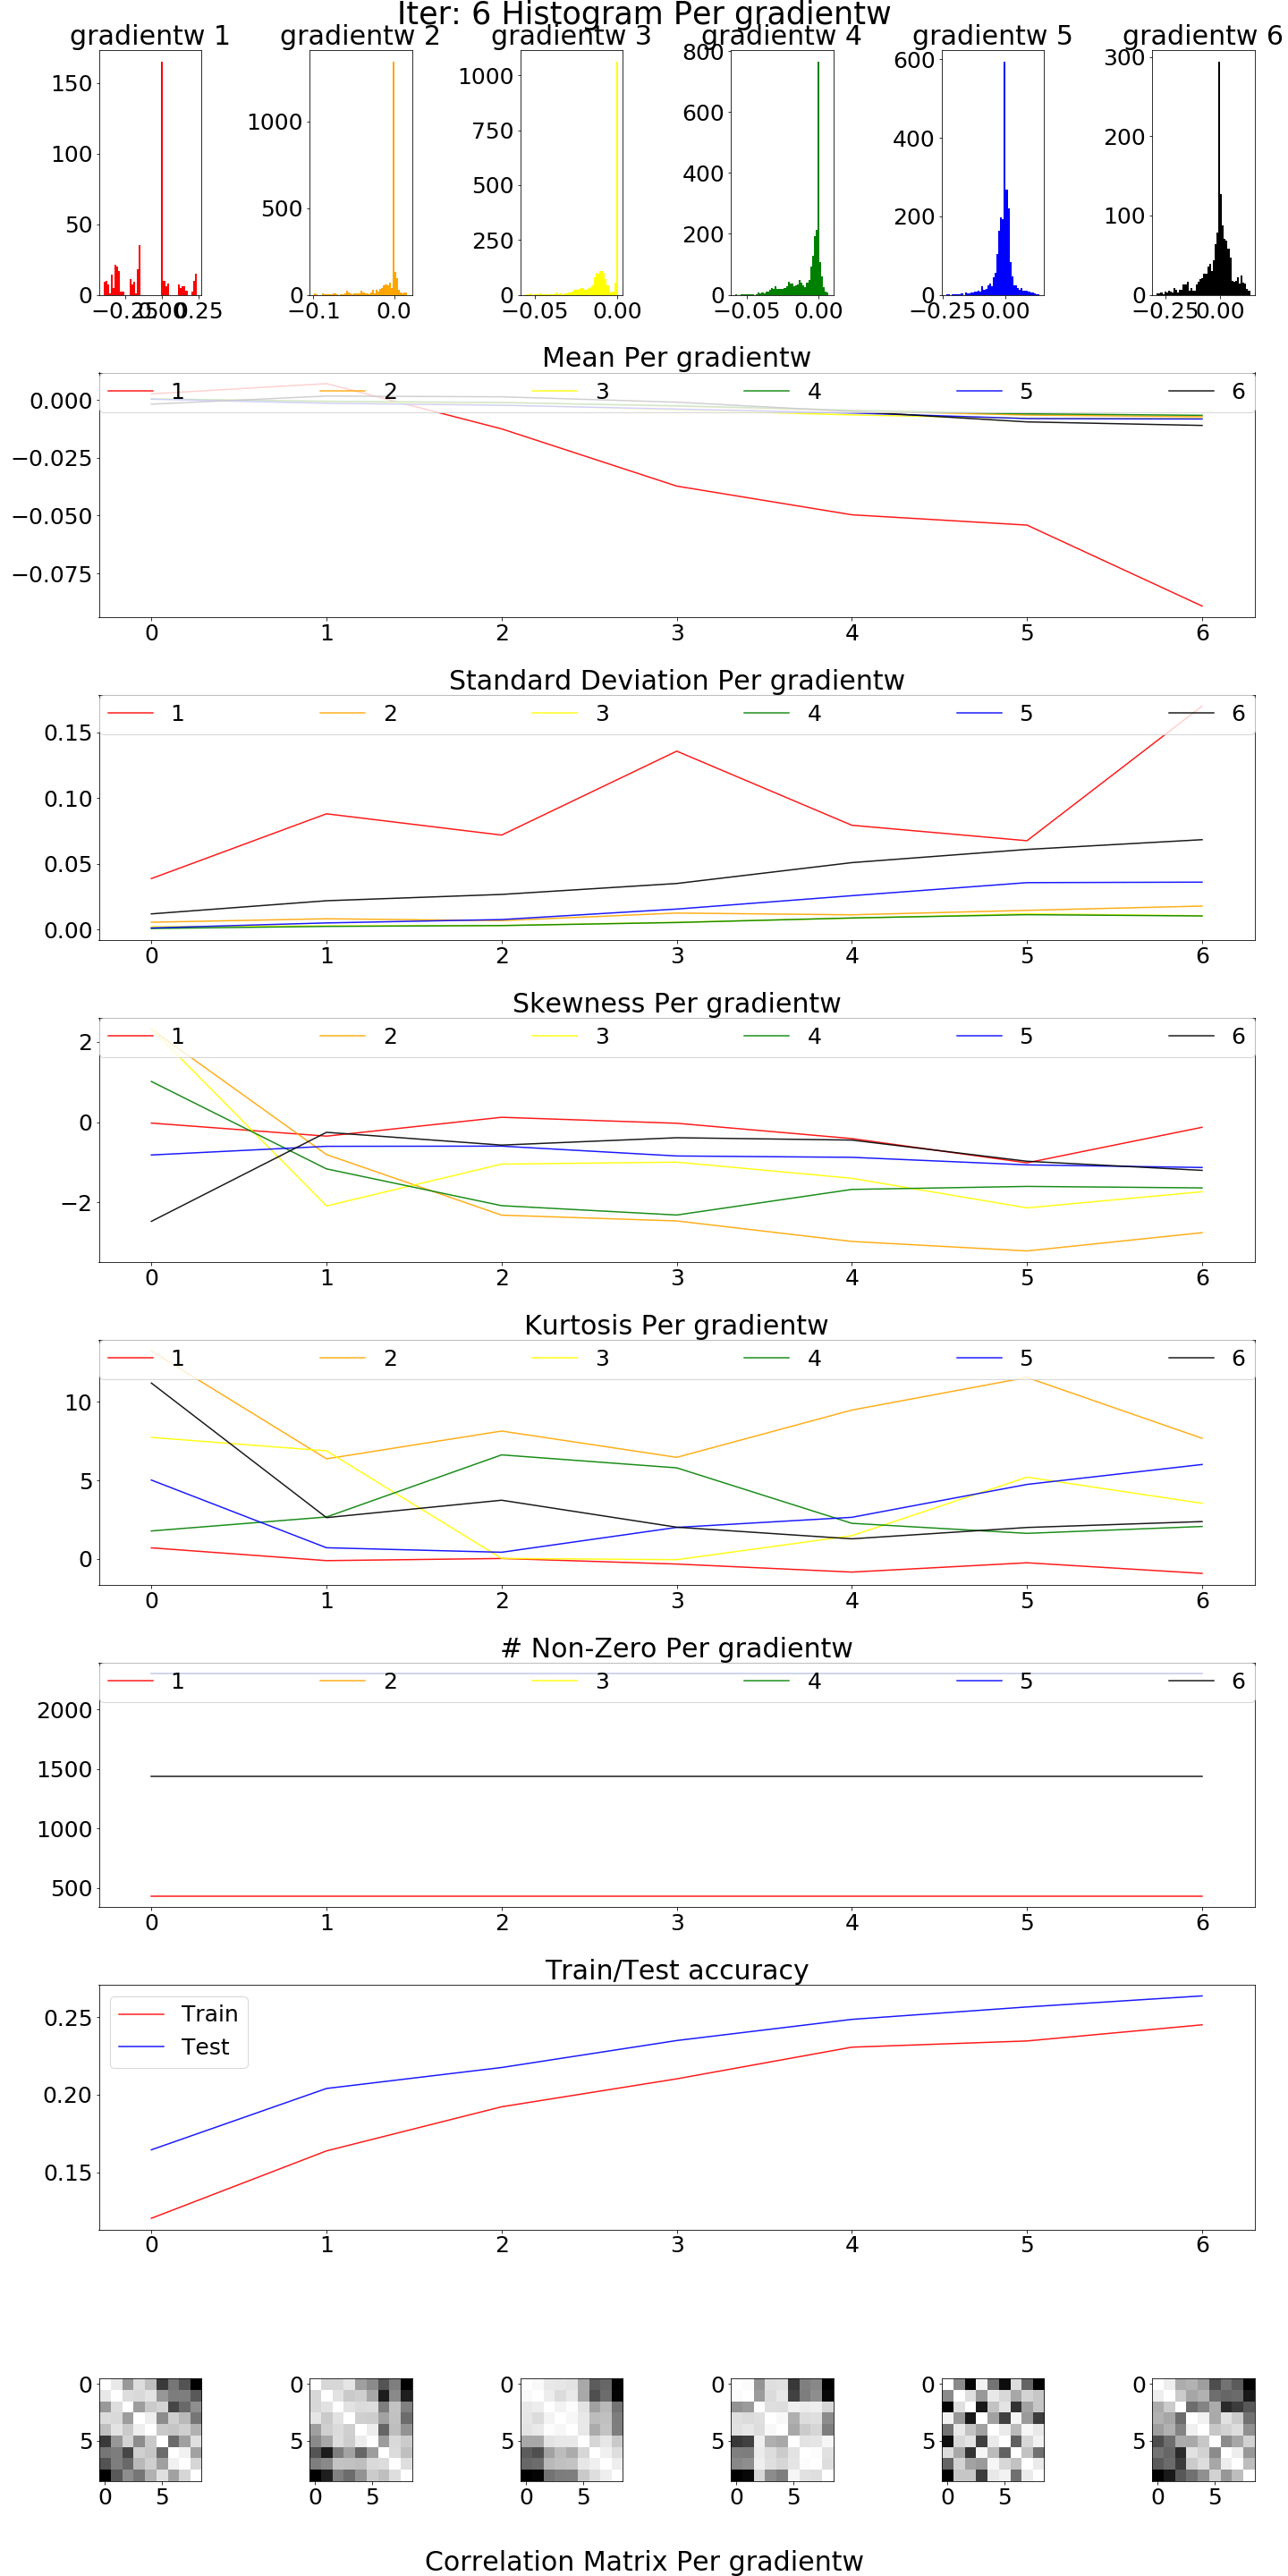 Iter: 6 Histogram Per gradientw
gradientw 1 gradientw 2 gradientw 3 gradientw 4 gradientw 5 gradientw 6
150 100 50 0
−0.25 0.00 0.25
1000 500 0
−0.1 0.0
1000 750 500 250 0
−0.05 0.00
800 600 400 200 0
−0.05 0.00
600 400 200 0
−0.25 0.00
300 200 100 0
−0.25 0.00
Mean Per gradientw
1 2 3 4 5 6
0.000
−0.025
−0.050
−0.075
0 1 2 3 4 5 6
Standard Deviation Per gradientw
1 2 3 4 5 6
0.15
0.10
0.05
0.00
0 1 2 3 4 5 6
Skewness Per gradientw
1 2 3 4 5 6
2
0
−2
0 1 2 3 4 5 6
Kurtosis Per gradientw
1 2 3 4 5 6
10
5
0
0 1 2 3 4 5 6
# Non-Zero Per gradientw
1 2 3 4 5 6
2000
1500
1000
500
0 1 2 3 4 5 6
Train/Test accuracy
Train
Test
0.25
0.20
0.15
0 1 2 3 4 5 6
0 0 0 0 0 0
5 5 5 5 5 5
0 5 0 5 0 5 0 5 0 5 0 5
Correlation Matrix Per gradientw